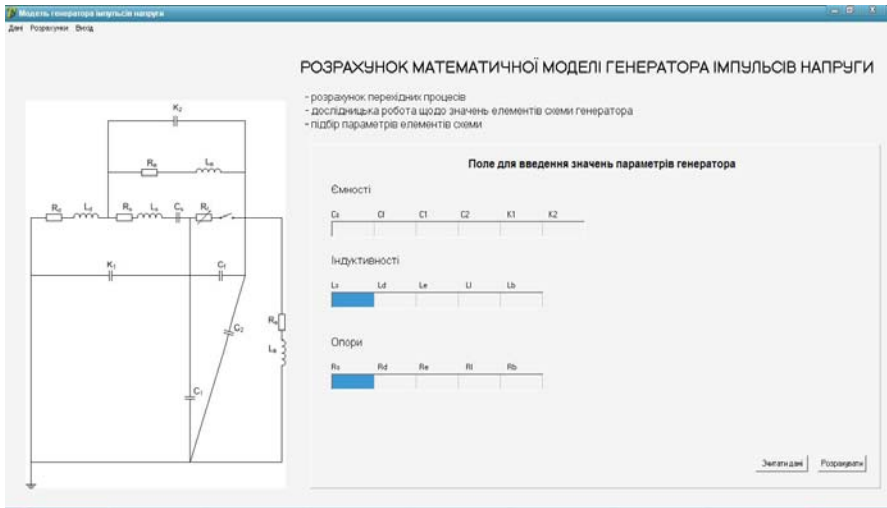 Модель генератора імпульсів напруги
Дані Розрахунки Вихід
РОЗРАХУНОК МАТЕМАТИЧНОЇ МОДЕЛІ ГЕНЕРАТОРА ІМПУЛЬСІВ НАПРУГИ
- розрахунок перехідних процесів
- дослідницька робота щодо значень елементів схеми генератора
- підбір параметрів елементів схеми
K₂
Rₑ Lₑ
R_d L_d Rₛ Lₛ Cₛ
K₁ C_f
C₂
C₁
Поле для введення значень параметрів генератора
Ємності
Cs Cf C1 C2 K1 K2
Індуктивності
Ls Ld Le Ll Lb
Опори
Rs Rd Re Rl Rb
Зчитати дані Розрахувати